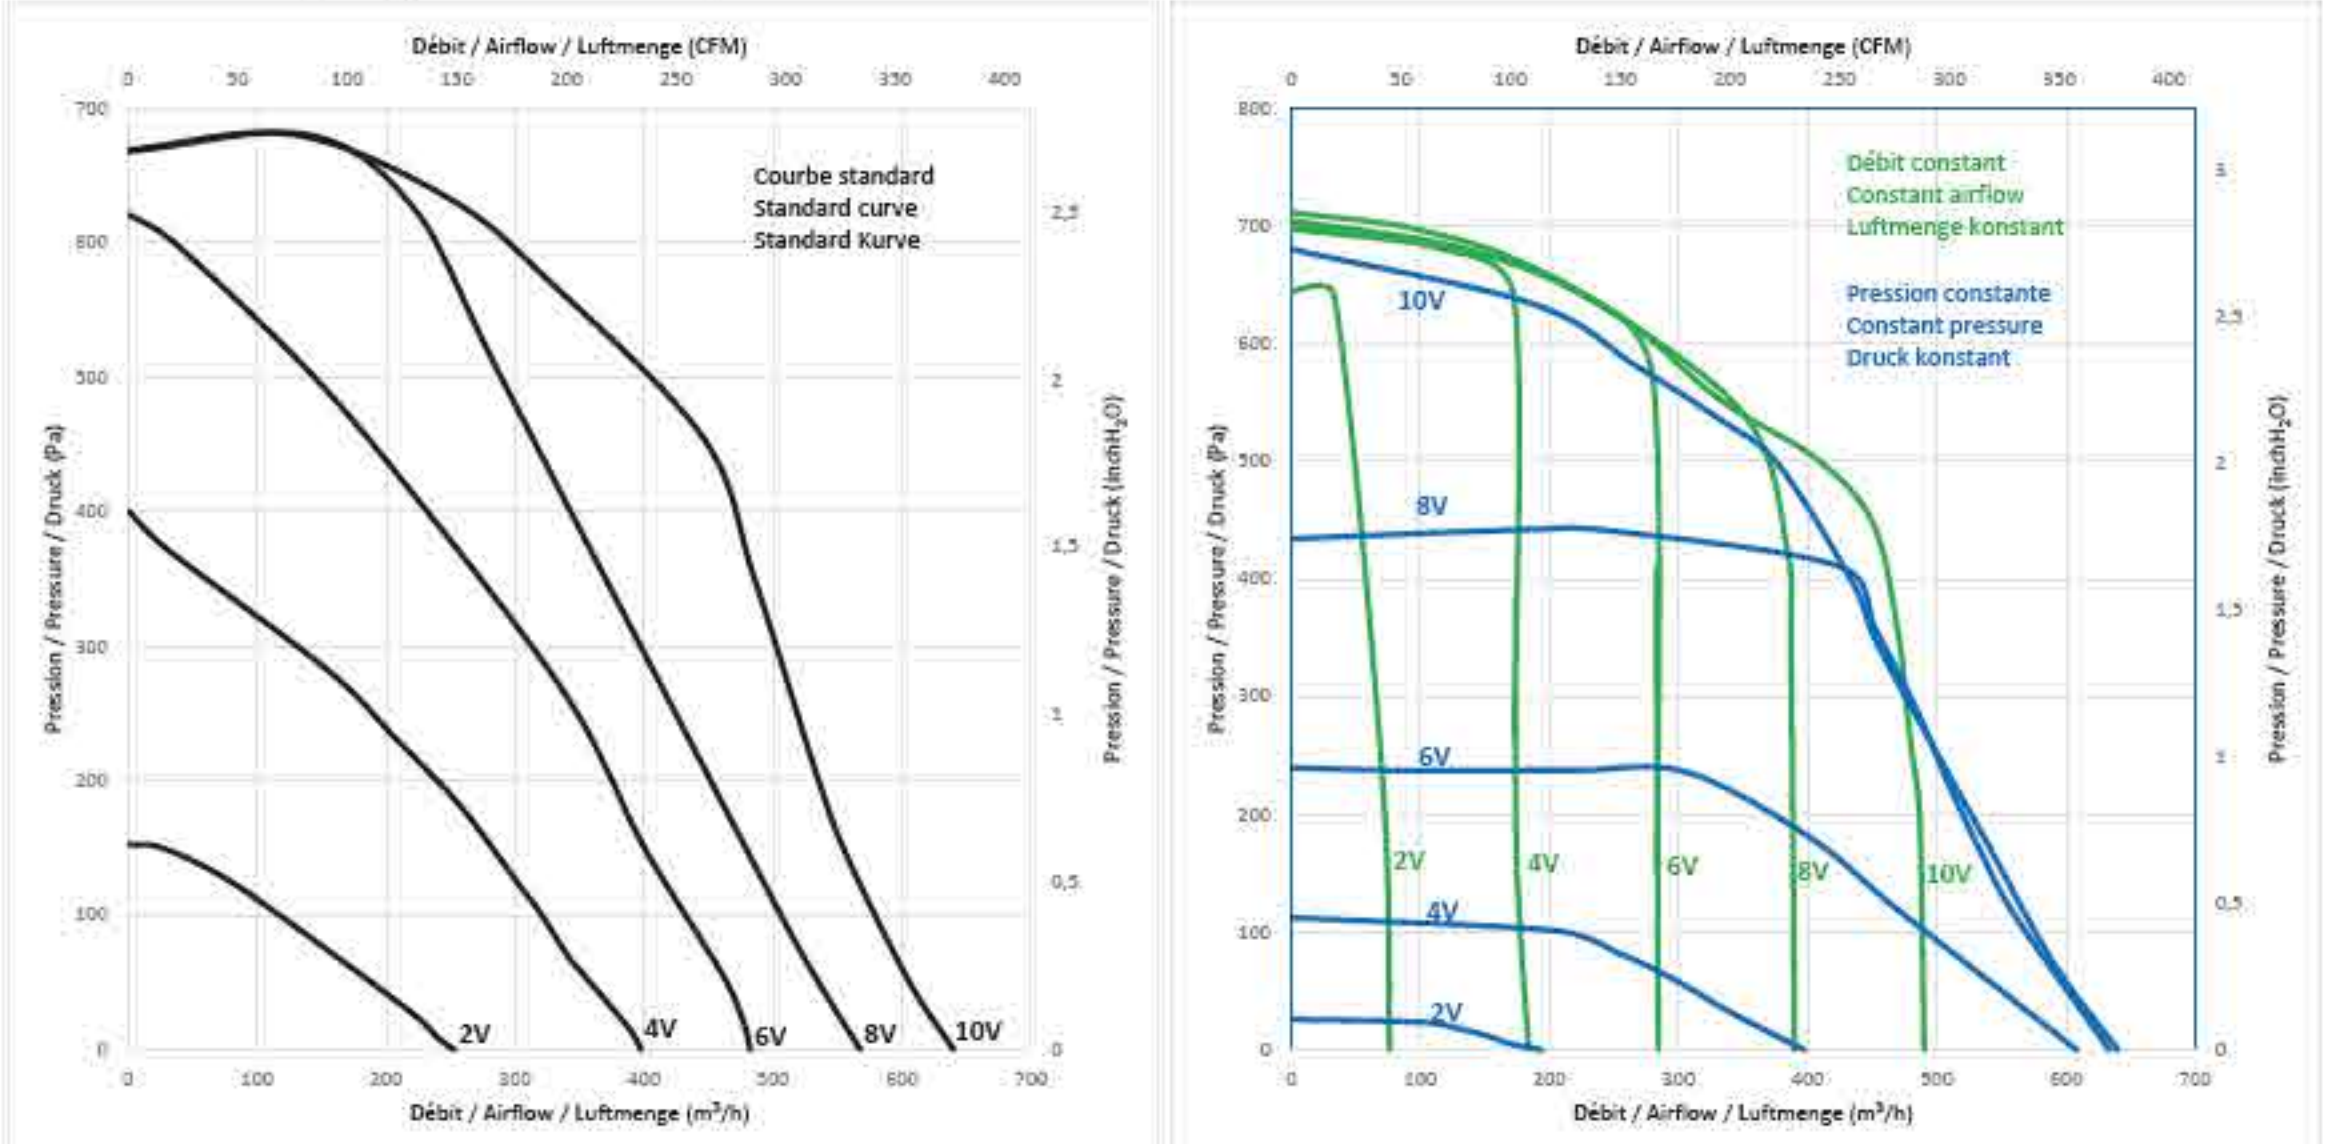 Débit / Airflow / Luftmenge (CFM)
0 50 100 150 200 250 300 350 400
700
600
500
400
300
200
100
0
Pression / Pressure / Druck (Pa)
Courbe standard
Standard curve
Standard Kurve
2,5
2
1,5
1
0,5
0
Pression / Pressure / Druck (inchH₂O)
2V 4V 6V 8V 10V
0 100 200 300 400 500 600 700
Débit / Airflow / Luftmenge (m³/h)
Débit / Airflow / Luftmenge (CFM)
0 50 100 150 200 250 300 350 400
800
700
600
500
400
300
200
100
0
Pression / Pressure / Druck (Pa)
Débit constant
Constant airflow
Luftmenge konstant
Pression constante
Constant pressure
Druck konstant
10V
8V
6V
4V
2V
2V 4V 6V 8V 10V
3
2,5
2
1,5
1
0,5
0
Pression / Pressure / Druck (inchH₂O)
0 100 200 300 400 500 600 700
Débit / Airflow / Luftmenge (m³/h)